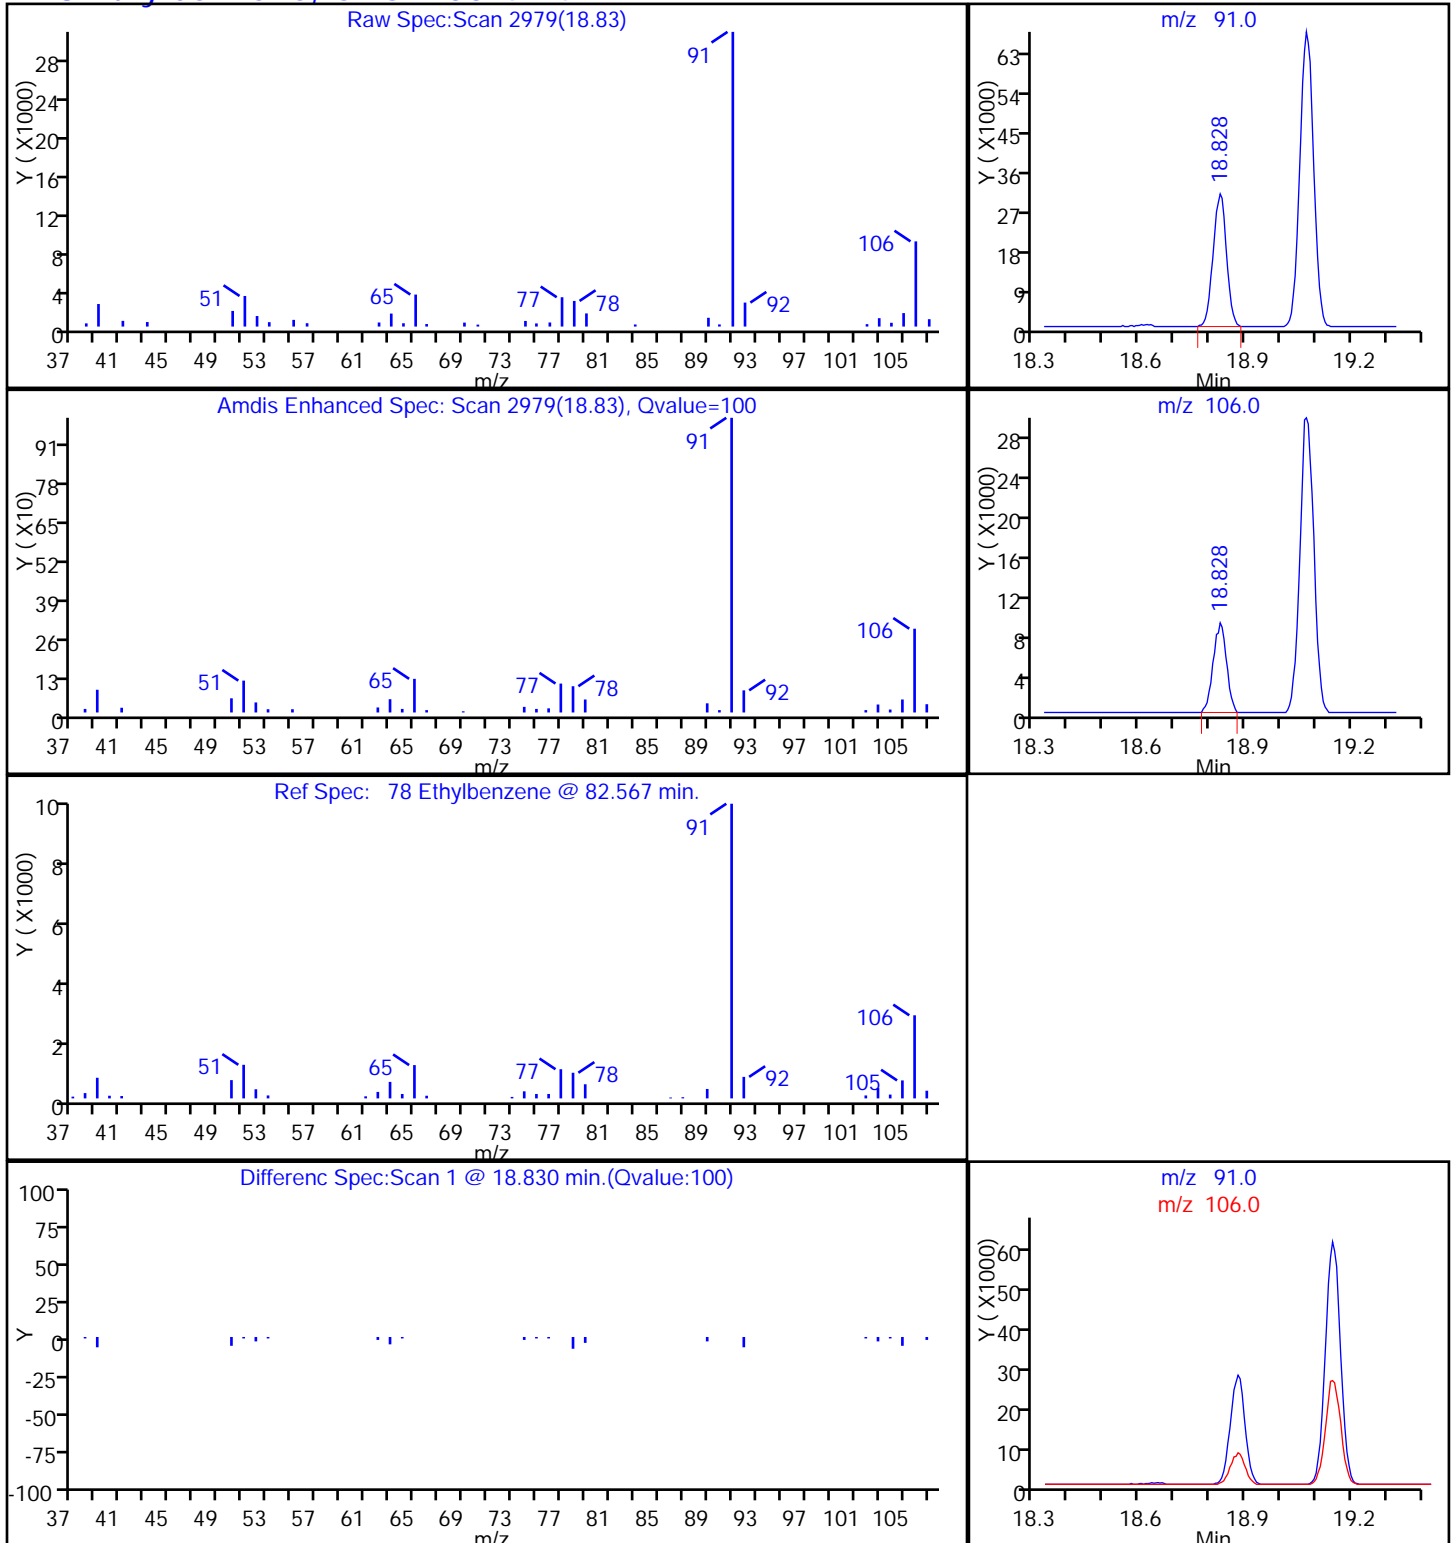 Raw Spec:Scan 2979(18.83)
Y ( X1000)
28
24
20
16
12
8
4
0
91
106
51
65
77
78
92
37 41 45 49 53 57 61 65 69 73 77 81 85 89 93 97 101 105
m/z
m/z 91.0
Y ( X1000)
63
54
45
36
27
18
9
0
18.828
18.3 18.6 18.9 19.2
Min
Amdis Enhanced Spec: Scan 2979(18.83), Qvalue=100
Y ( X10)
91
78
65
52
39
26
13
0
91
106
51
65
77
78
92
37 41 45 49 53 57 61 65 69 73 77 81 85 89 93 97 101 105
m/z
m/z 106.0
Y ( X1000)
28
24
20
16
12
8
4
0
18.828
18.3 18.6 18.9 19.2
Min
Ref Spec: 78 Ethylbenzene @ 82.567 min.
Y ( X1000)
10
8
6
4
2
0
91
106
51
65
77
78
92
105
37 41 45 49 53 57 61 65 69 73 77 81 85 89 93 97 101 105
m/z
Differenc Spec:Scan 1 @ 18.830 min.(Qvalue:100)
Y
100
75
50
25
0
-25
-50
-75
-100
37 41 45 49 53 57 61 65 69 73 77 81 85 89 93 97 101 105
m/z
m/z 91.0
m/z 106.0
Y ( X1000)
60
50
40
30
20
10
0
18.3 18.6 18.9 19.2
Min